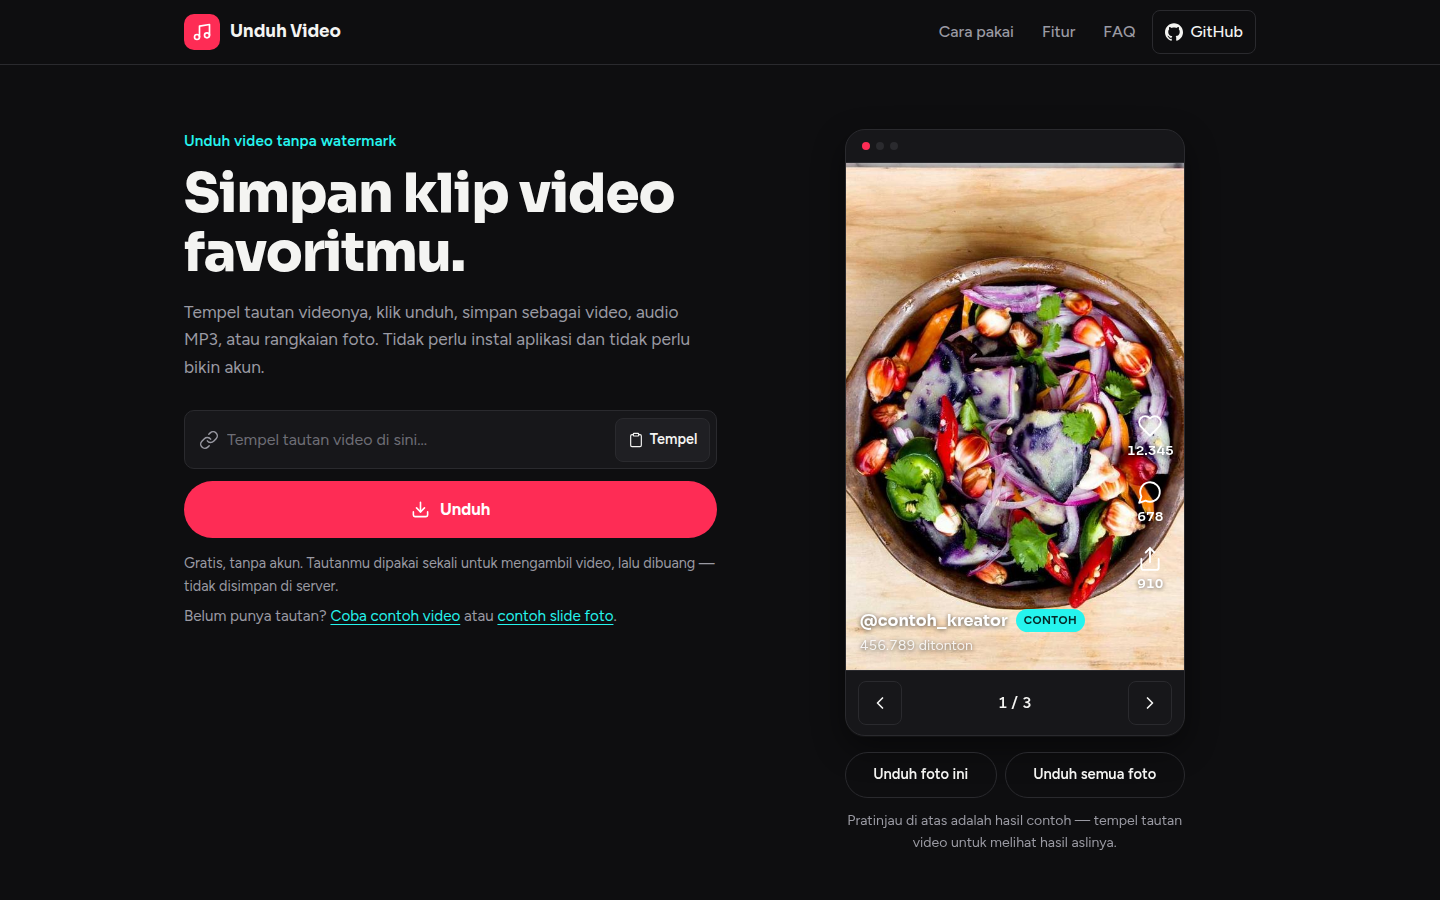 Unduh Video
Cara pakai
Fitur
FAQ
GitHub
Unduh video tanpa watermark
Simpan klip video
favoritmu.
Tempel tautan videonya, klik unduh, simpan sebagai video, audio
MP3, atau rangkaian foto. Tidak perlu instal aplikasi dan tidak perlu
bikin akun.
Tempel tautan video di sini...
Tempel
Unduh
Gratis, tanpa akun. Tautanmu dipakai sekali untuk mengambil video, lalu dibuang —
tidak disimpan di server.
Belum punya tautan? Coba contoh video atau contoh slide foto.
12.345
678
910
@contoh_kreator CONTOH
456.789 ditonton
1 / 3
Unduh foto ini
Unduh semua foto
Pratinjau di atas adalah hasil contoh — tempel tautan
video untuk melihat hasil aslinya.